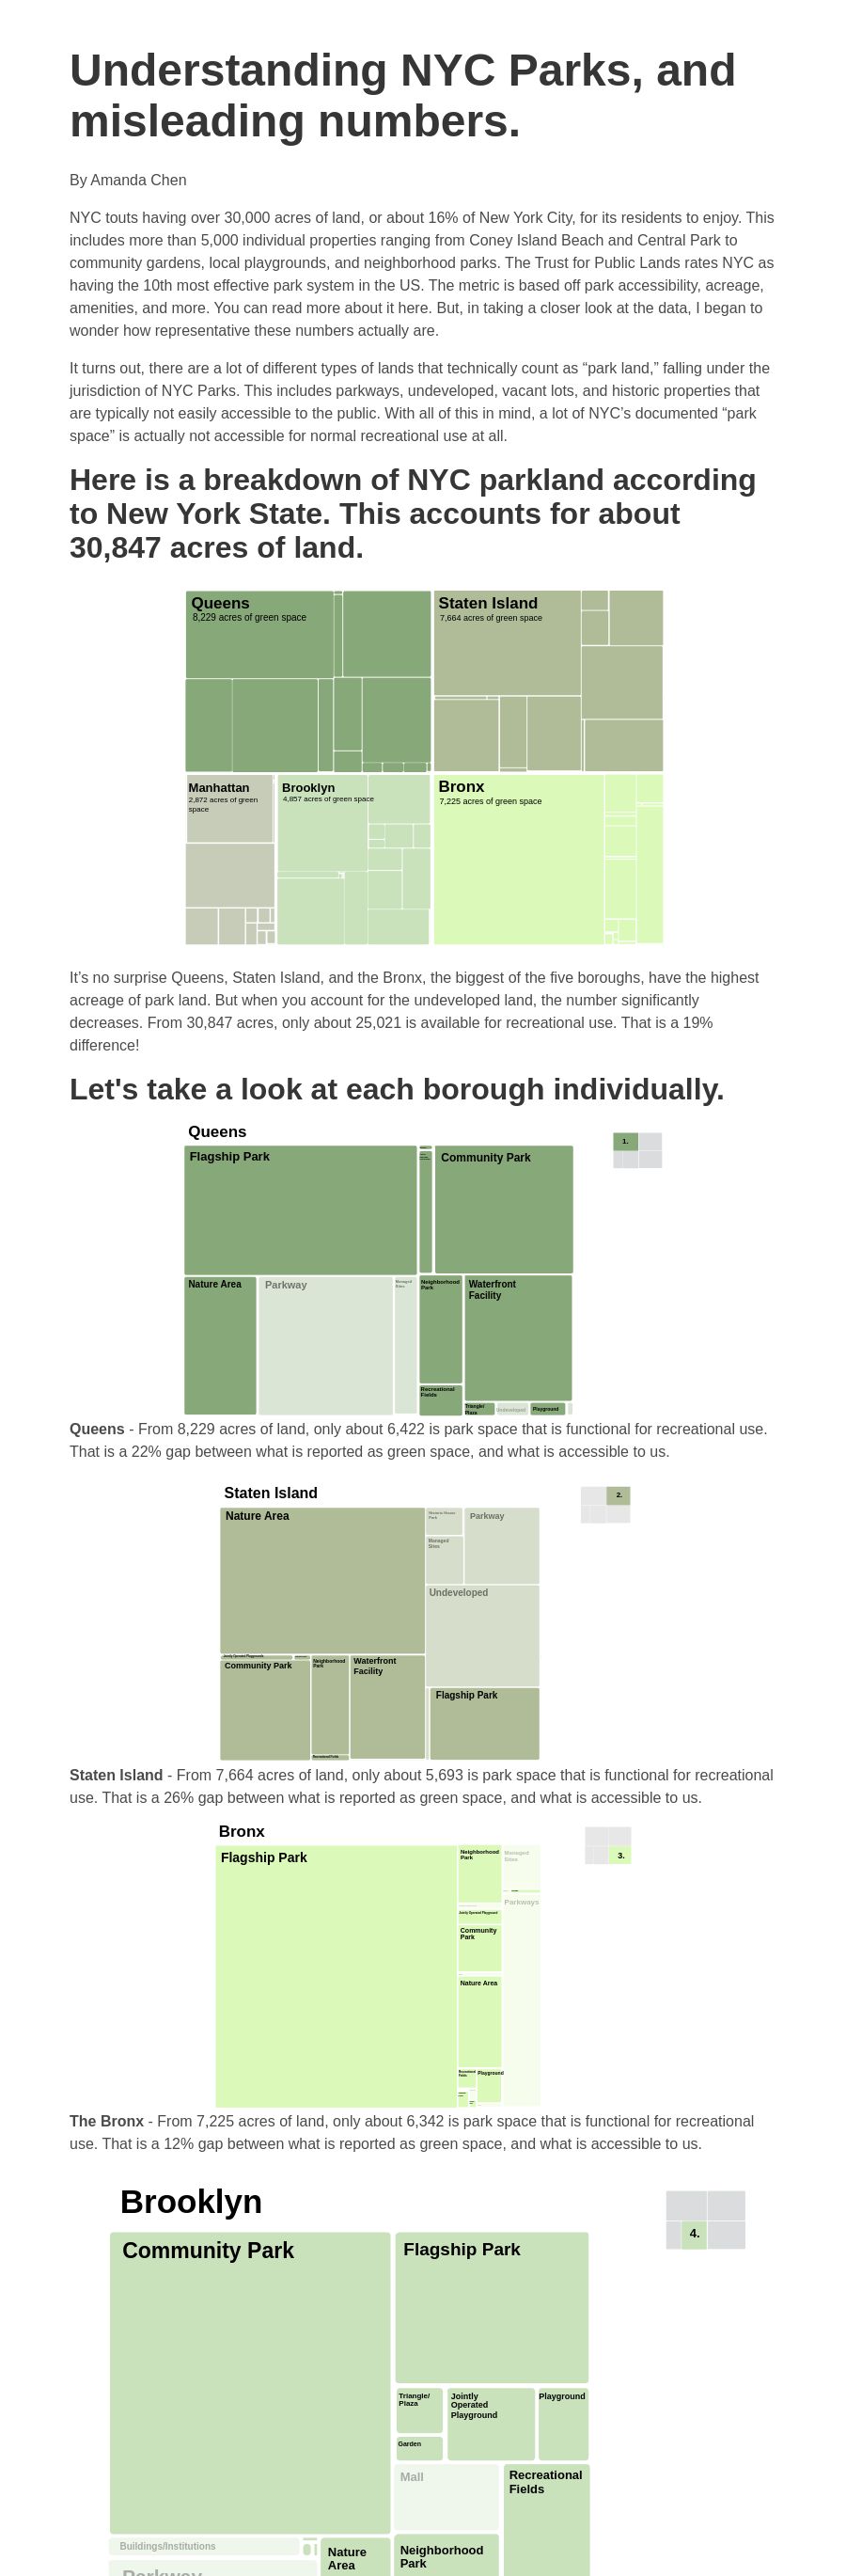 Understanding NYC Parks, and
misleading numbers.
By Amanda Chen
NYC touts having over 30,000 acres of land, or about 16% of New York City, for its residents to enjoy. This
includes more than 5,000 individual properties ranging from Coney Island Beach and Central Park to
community gardens, local playgrounds, and neighborhood parks. The Trust for Public Lands rates NYC as
having the 10th most effective park system in the US. The metric is based off park accessibility, acreage,
amenities, and more. You can read more about it here. But, in taking a closer look at the data, I began to
wonder how representative these numbers actually are.
It turns out, there are a lot of different types of lands that technically count as “park land,” falling under the
jurisdiction of NYC Parks. This includes parkways, undeveloped, vacant lots, and historic properties that
are typically not easily accessible to the public. With all of this in mind, a lot of NYC’s documented “park
space” is actually not accessible for normal recreational use at all.
Here is a breakdown of NYC parkland according
to New York State. This accounts for about
30,847 acres of land.
Queens
8,229 acres of green space
Staten Island
7,664 acres of green space
Manhattan
2,872 acres of green
space
Brooklyn
4,857 acres of green space
Bronx
7,225 acres of green space
It’s no surprise Queens, Staten Island, and the Bronx, the biggest of the five boroughs, have the highest
acreage of park land. But when you account for the undeveloped land, the number significantly
decreases. From 30,847 acres, only about 25,021 is available for recreational use. That is a 19%
difference!
Let's take a look at each borough individually.
Queens
1.
Flagship Park
Community Park
Nature Area
Parkway
Managed
Sites
Neighborhood
Park
Waterfront
Facility
Recreational
Fields
Triangle/
Plaza
Undeveloped
Playground
Queens - From 8,229 acres of land, only about 6,422 is park space that is functional for recreational use.
That is a 22% gap between what is reported as green space, and what is accessible to us.
Staten Island
2.
Nature Area
Historic House
Park
Parkway
Managed
Sites
Undeveloped
Jointly Operated Playgrounds
Community Park
Neighborhood
Park
Waterfront
Facility
Flagship Park
Recreational Fields
Staten Island - From 7,664 acres of land, only about 5,693 is park space that is functional for recreational
use. That is a 26% gap between what is reported as green space, and what is accessible to us.
Bronx
3.
Flagship Park
Neighborhood
Park
Managed
Sites
Parkways
Jointly Operated Playground
Community
Park
Nature Area
Recreational
Fields
Playground
The Bronx - From 7,225 acres of land, only about 6,342 is park space that is functional for recreational
use. That is a 12% gap between what is reported as green space, and what is accessible to us.
Brooklyn
4.
Community Park
Flagship Park
Triangle/
Plaza
Jointly
Operated
Playground
Playground
Garden
Mall
Recreational
Fields
Buildings/Institutions
Nature
Area
Neighborhood
Park
Parkway